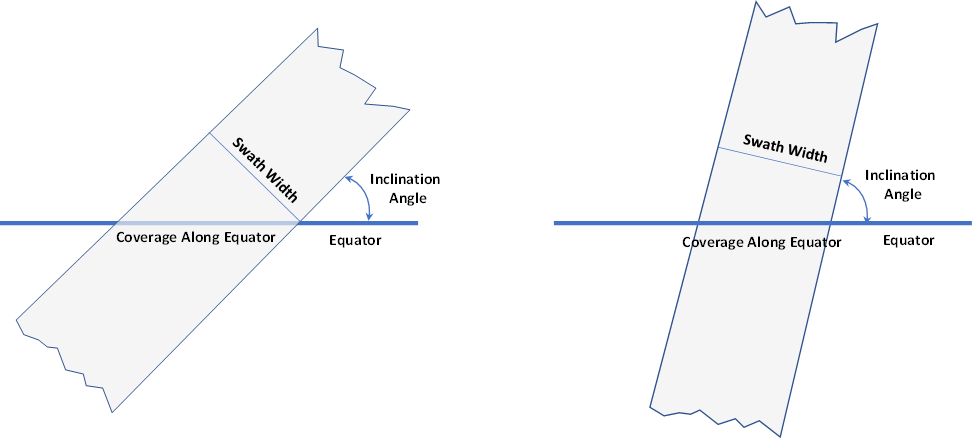 Swath Width
Inclination
Angle
Coverage Along Equator
Equator
Swath Width
Inclination
Angle
Coverage Along Equator
Equator